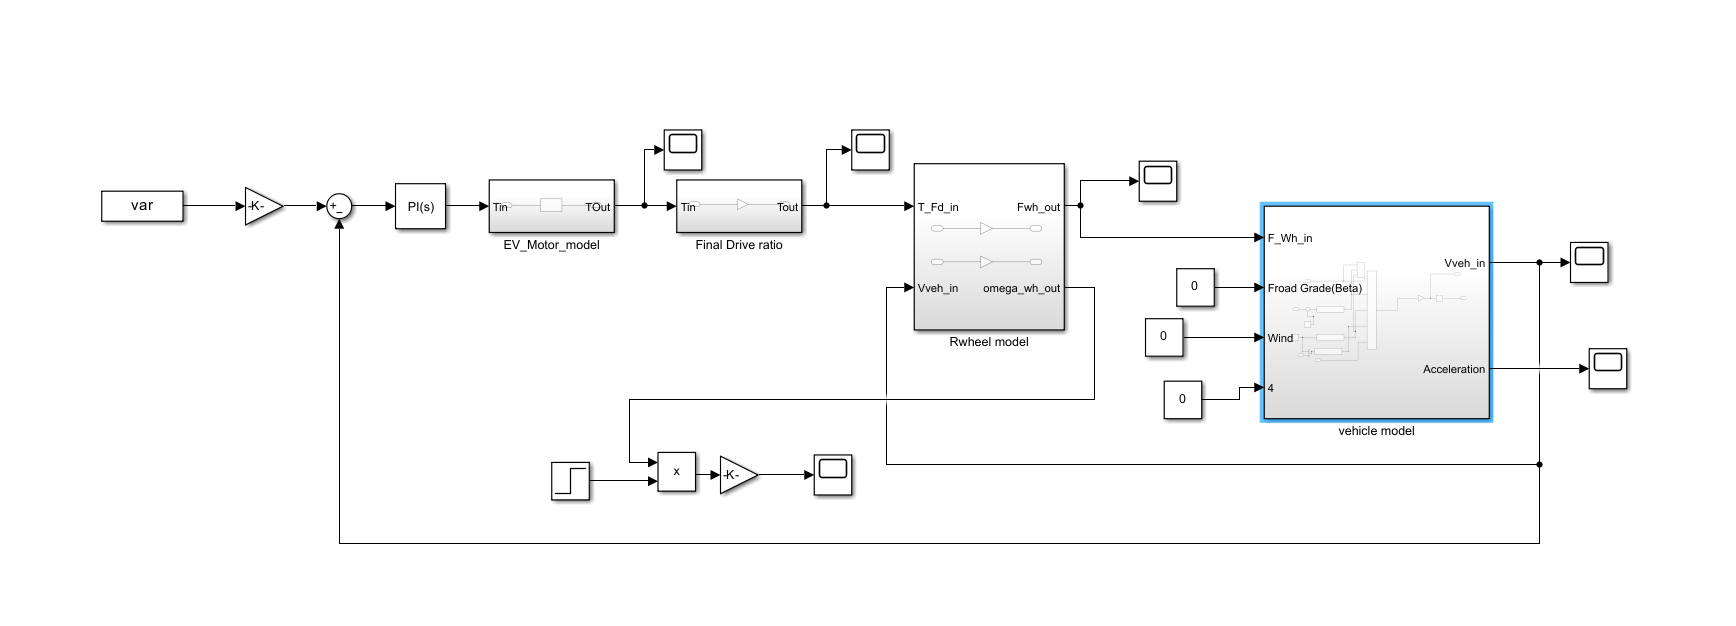 var
-K-
+
_
PI(s)
Tin
TOut
EV_Motor_model
Tin
Tout
Final Drive ratio
T_Fd_in
Fwh_out
Vveh_in
omega_wh_out
Rwheel model
0
0
0
F_Wh_in
Vveh_in
Froad Grade(Beta)
Wind
Acceleration
4
vehicle model
x
-K-